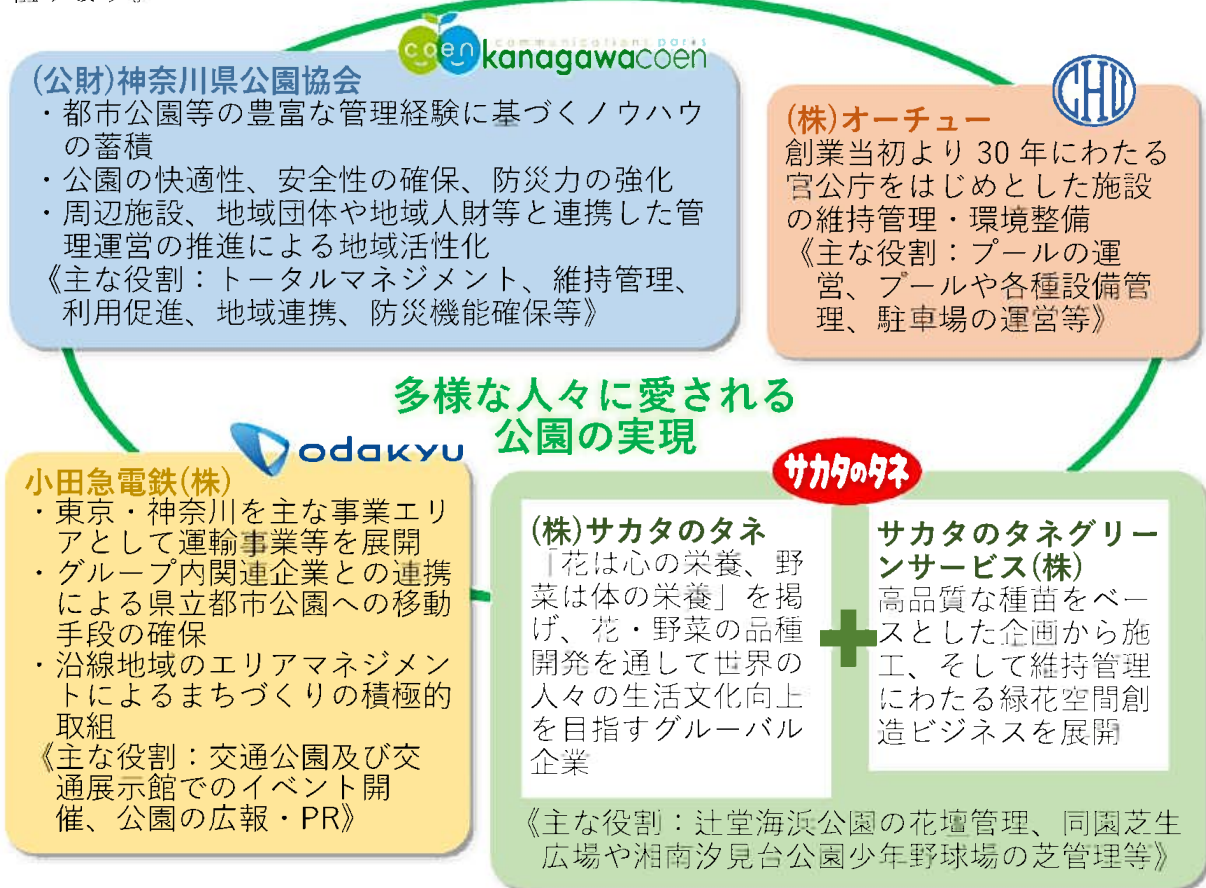 communications parks
coen kanagawacoen
(公財)神奈川県公園協会
・都市公園等の豊富な管理経験に基づくノウハウ
の蓄積
・公園の快適性、安全性の確保、防災力の強化
・周辺施設、地域団体や地域人財等と連携した管
理運営の推進による地域活性化
《主な役割：トータルマネジメント、維持管理、
利用促進、地域連携、防災機能確保等》
CHU
(株)オーチュー
創業当初より 30 年にわたる
官公庁をはじめとした施設
の維持管理・環境整備
《主な役割：プールの運
営、プールや各種設備管
理、駐車場の運営等》
多様な人々に愛される
公園の実現
odakyu
小田急電鉄(株)
・東京・神奈川を主な事業エリ
アとして運輸事業等を展開
・グループ内関連企業との連携
による県立都市公園への移動
手段の確保
・沿線地域のエリアマネジメン
トによるまちづくりの積極的
取組
《主な役割：交通公園及び交
通展示館でのイベント開
催、公園の広報・PR》
サカタのタネ
(株)サカタのタネ
「花は心の栄養、野
菜は体の栄養」を掲
げ、花・野菜の品種
開発を通して世界の
人々の生活文化向上
を目指すグルーバル
企業
サカタのタネグリー
ンサービス(株)
高品質な種苗をベー
スとした企画から施
工、そして維持管理
にわたる緑花空間創
造ビジネスを展開
《主な役割：辻堂海浜公園の花壇管理、同園芝生
広場や湘南汐見台公園少年野球場の芝管理等》